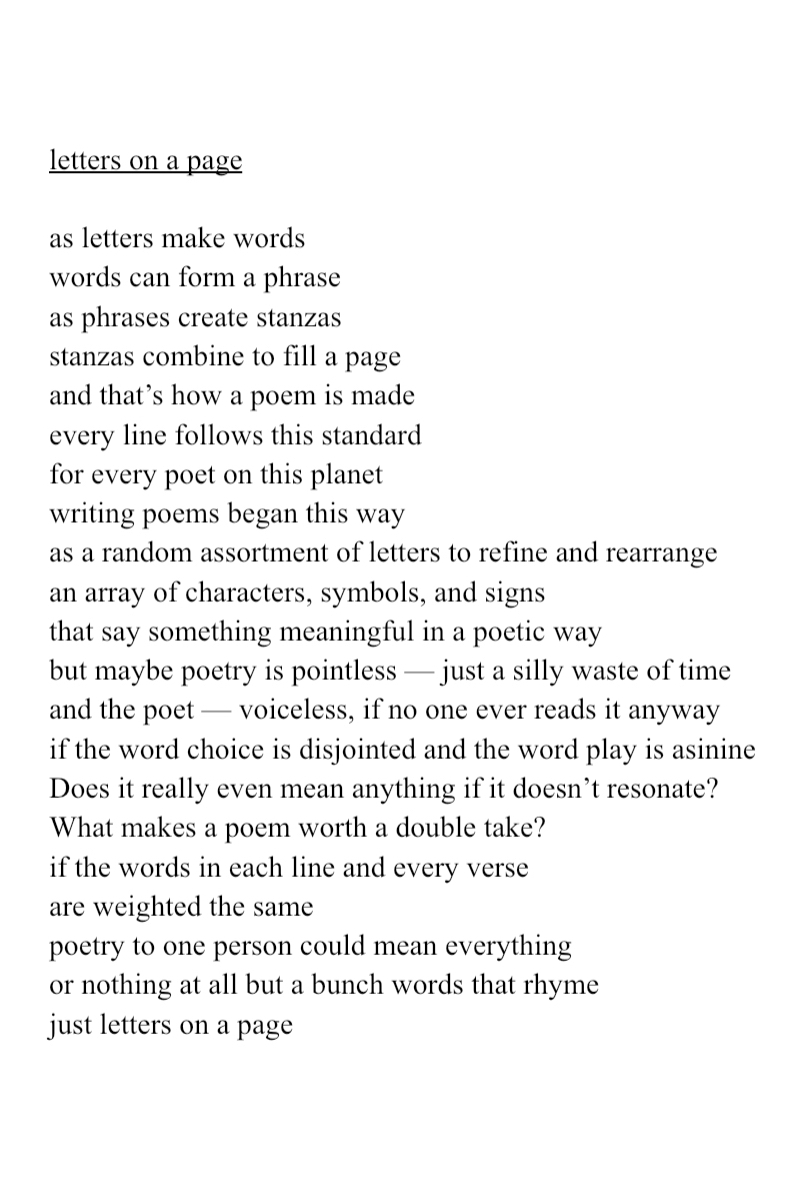 letters on a page
as letters make words
words can form a phrase
as phrases create stanzas
stanzas combine to fill a page
and that’s how a poem is made
every line follows this standard
for every poet on this planet
writing poems began this way
as a random assortment of letters to refine and rearrange
an array of characters, symbols, and signs
that say something meaningful in a poetic way
but maybe poetry is pointless — just a silly waste of time
and the poet — voiceless, if no one ever reads it anyway
if the word choice is disjointed and the word play is asinine
Does it really even mean anything if it doesn’t resonate?
What makes a poem worth a double take?
if the words in each line and every verse
are weighted the same
poetry to one person could mean everything
or nothing at all but a bunch words that rhyme
just letters on a page